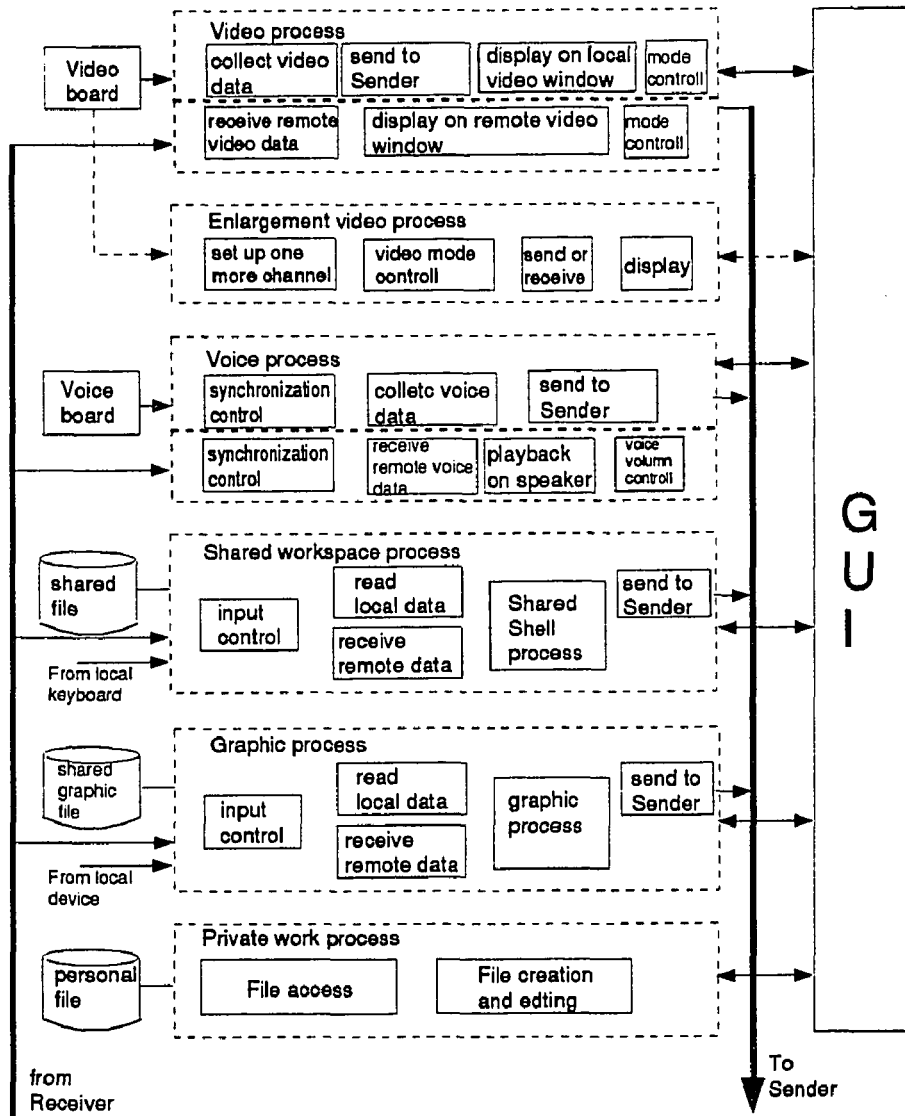 Video process
Video
board
collect video
data
send to
Sender
display on local
video window
mode
controll
receive remote
video data
display on remote video
window
mode
controll
Enlargement video process
set up one
more channel
video mode
controll
send or
receive
display
Voice process
Voice
board
synchronization
control
colletc voice
data
send to
Sender
synchronization
control
receive
remote voice
data
playback
on speaker
voice
volumn
controll
Shared workspace process
shared
file
input
control
read
local data
receive
remote data
Shared
Shell
process
send to
Sender
From local
keyboard
Graphic process
shared
graphic
file
input
control
read
local data
receive
remote data
graphic
process
send to
Sender
From local
device
Private work process
personal
file
File access
File creation
and edting
from
Receiver
To
Sender
G
U
I